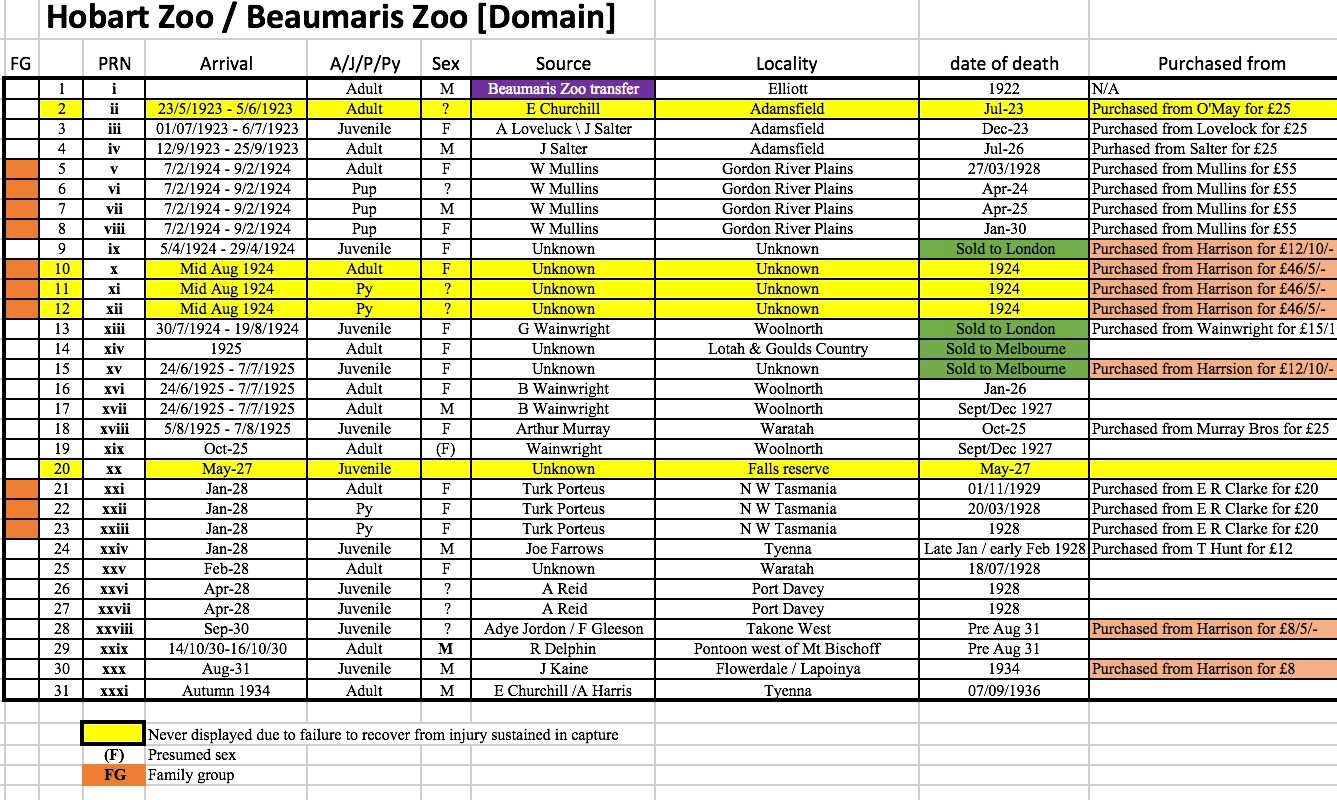 Hobart Zoo / Beaumaris Zoo [Domain]
FG PRN Arrival A/J/P/Py Sex Source Locality date of death Purchased from
1 i Adult M Beaumaris Zoo transfer Elliott 1922 N/A
2 ii 23/5/1923 - 5/6/1923 Adult ? E Churchill Adamsfield Jul-23 Purchased from O'May for £25
3 iii 01/07/1923 - 6/7/1923 Juvenile F A Loveluck \ J Salter Adamsfield Dec-23 Purchased from Lovelock for £25
4 iv 12/9/1923 - 25/9/1923 Adult M J Salter Adamsfield Jul-26 Purhased from Salter for £25
5 v 7/2/1924 - 9/2/1924 Adult F W Mullins Gordon River Plains 27/03/1928 Purchased from Mullins for £55
6 vi 7/2/1924 - 9/2/1924 Pup ? W Mullins Gordon River Plains Apr-24 Purchased from Mullins for £55
7 vii 7/2/1924 - 9/2/1924 Pup M W Mullins Gordon River Plains Apr-25 Purchased from Mullins for £55
8 viii 7/2/1924 - 9/2/1924 Pup F W Mullins Gordon River Plains Jan-30 Purchased from Mullins for £55
9 ix 5/4/1924 - 29/4/1924 Juvenile F Unknown Unknown Sold to London Purchased from Harrison for £12/10/-
10 x Mid Aug 1924 Adult F Unknown Unknown 1924 Purchased from Harrison for £46/5/-
11 xi Mid Aug 1924 Py ? Unknown Unknown 1924 Purchased from Harrison for £46/5/-
12 xii Mid Aug 1924 Py ? Unknown Unknown 1924 Purchased from Harrison for £46/5/-
13 xiii 30/7/1924 - 19/8/1924 Juvenile F G Wainwright Woolnorth Sold to London Purchased from Wainwright for £15/1
14 xiv 1925 Adult F Unknown Lotah & Goulds Country Sold to Melbourne
15 xv 24/6/1925 - 7/7/1925 Juvenile F Unknown Unknown Sold to Melbourne Purchased from Harrsion for £12/10/-
16 xvi 24/6/1925 - 7/7/1925 Adult F B Wainwright Woolnorth Jan-26
17 xvii 24/6/1925 - 7/7/1925 Adult M B Wainwright Woolnorth Sept/Dec 1927
18 xviii 5/8/1925 - 7/8/1925 Juvenile F Arthur Murray Waratah Oct-25 Purchased from Murray Bros for £25
19 xix Oct-25 Adult (F) Wainwright Woolnorth Sept/Dec 1927
20 xx May-27 Juvenile Unknown Falls reserve May-27
21 xxi Jan-28 Adult F Turk Porteus N W Tasmania 01/11/1929 Purchased from E R Clarke for £20
22 xxii Jan-28 Py F Turk Porteus N W Tasmania 20/03/1928 Purchased from E R Clarke for £20
23 xxiii Jan-28 Py F Turk Porteus N W Tasmania 1928 Purchased from E R Clarke for £20
24 xxiv Jan-28 Juvenile M Joe Farrows Tyenna Late Jan / early Feb 1928 Purchased from T Hunt for £12
25 xxv Feb-28 Adult F Unknown Waratah 18/07/1928
26 xxvi Apr-28 Juvenile ? A Reid Port Davey 1928
27 xxvii Apr-28 Juvenile ? A Reid Port Davey 1928
28 xxviii Sep-30 Juvenile ? Adye Jordon / F Gleeson Takone West Pre Aug 31 Purchased from Harrison for £8/5/-
29 xxix 14/10/30-16/10/30 Adult M R Delphin Pontoon west of Mt Bischoff Pre Aug 31
30 xxx Aug-31 Juvenile M J Kaine Flowerdale / Lapoinya 1934 Purchased from Harrison for £8
31 xxxi Autumn 1934 Adult M E Churchill /A Harris Tyenna 07/09/1936
Never displayed due to failure to recover from injury sustained in capture
(F) Presumed sex
FG Family group